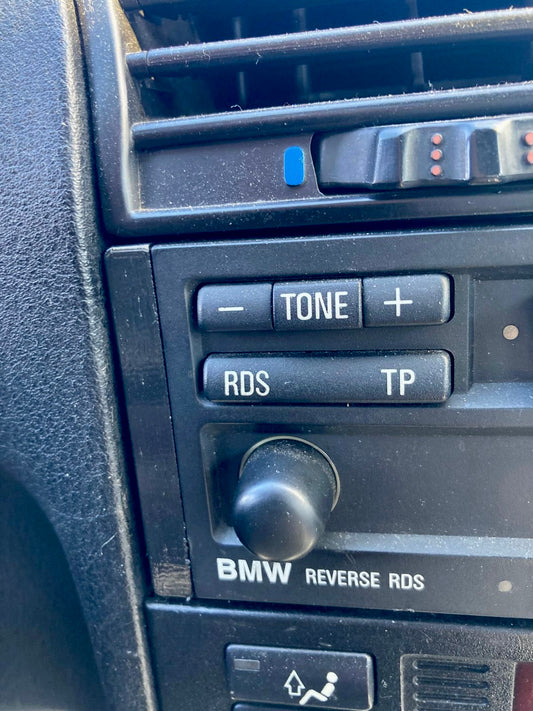 − TONE +
RDS TP
BMW REVERSE RDS